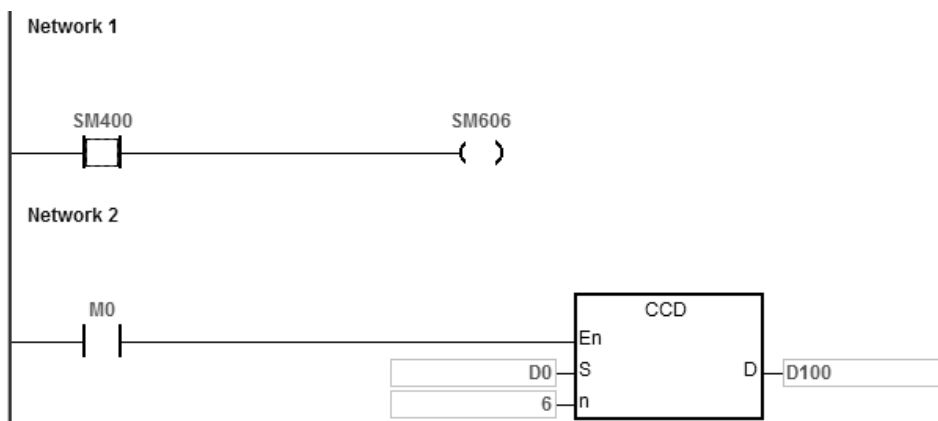 Network 1
SM400 SM606
Network 2
M0
CCD
En
D0 S D D100
6 n